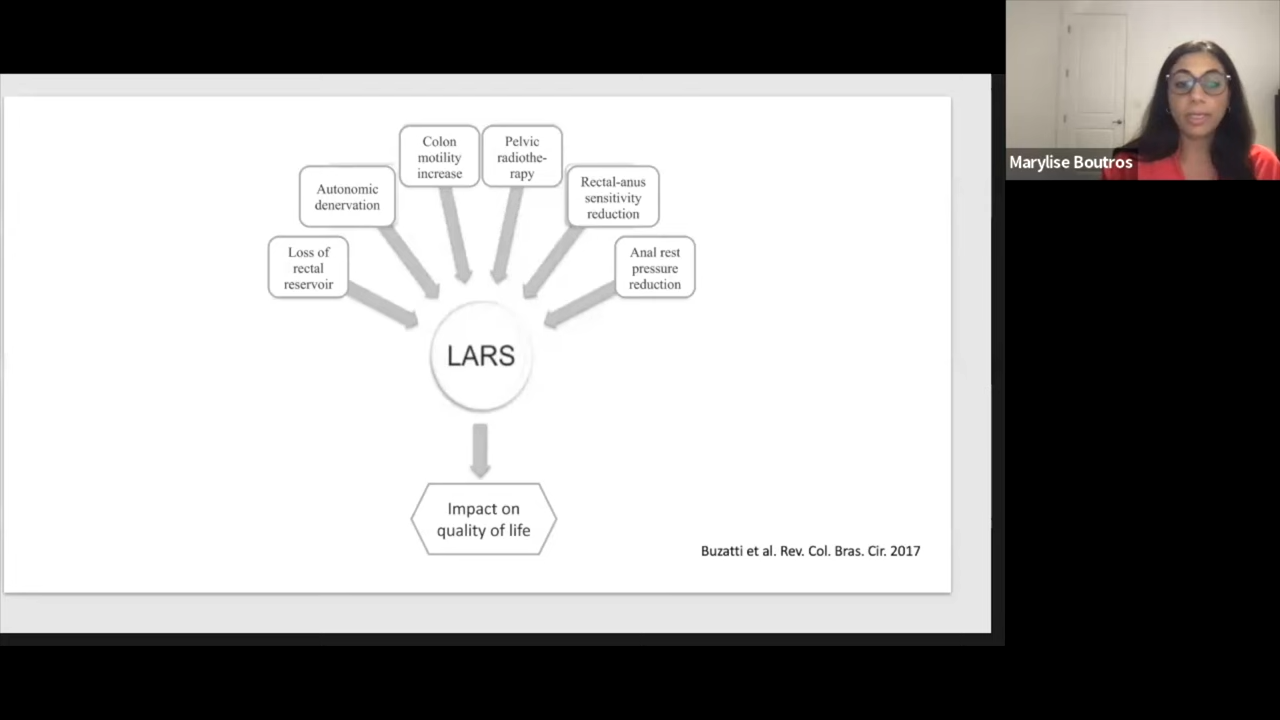 Colon
motility
increase
Pelvic
radiothe-
rapy
Autonomic
denervation
Rectal-anus
sensitivity
reduction
Loss of
rectal
reservoir
Anal rest
pressure
reduction
LARS
Impact on
quality of life
Buzatti et al. Rev. Col. Bras. Cir. 2017
Marylise Boutros